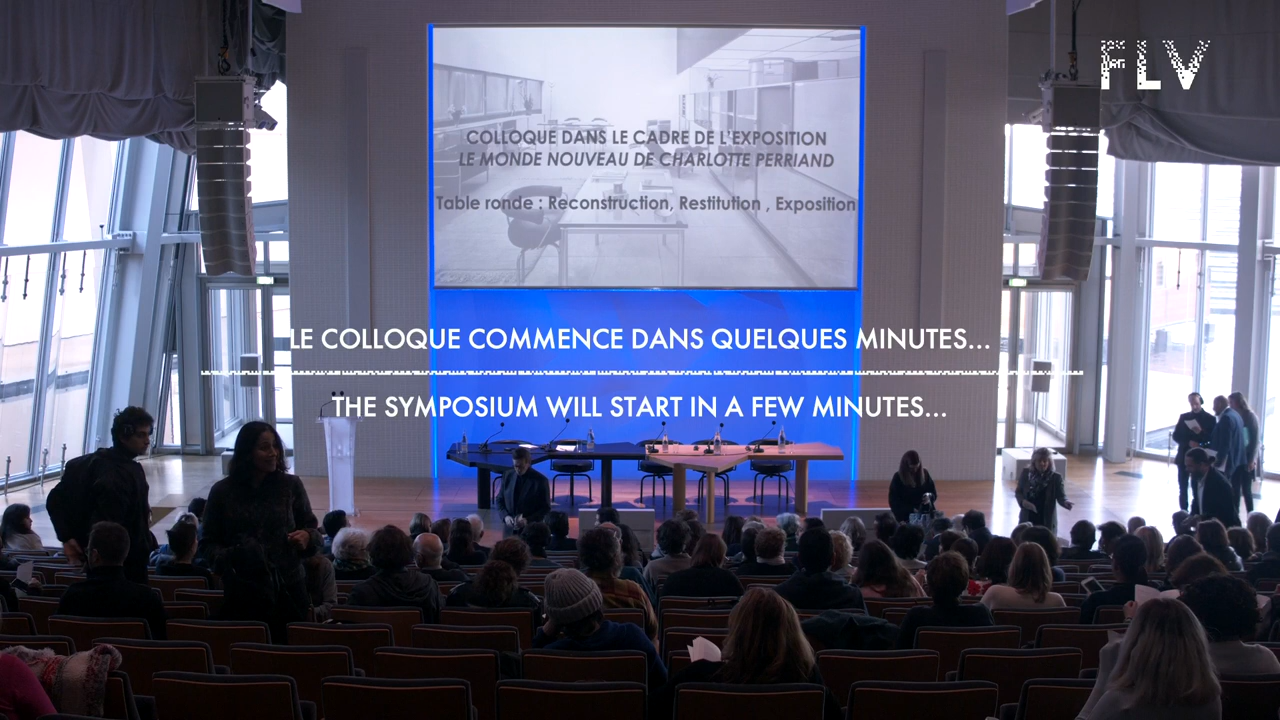 FLV
COLLOQUE DANS LE CADRE DE L'EXPOSITION
LE MONDE NOUVEAU DE CHARLOTTE PERRIAND
Table ronde : Reconstruction, Restitution , Exposition
LE COLLOQUE COMMENCE DANS QUELQUES MINUTES...
THE SYMPOSIUM WILL START IN A FEW MINUTES...